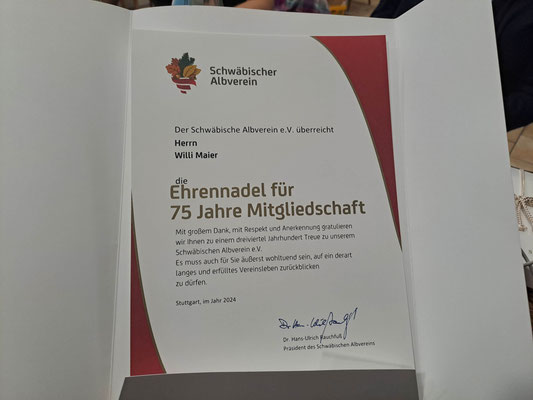 Schwäbischer
Albverein
Der Schwäbische Albverein e.V. überreicht
Herrn
Willi Maier
die
Ehrennadel für
75 Jahre Mitgliedschaft
Mit großem Dank, mit Respekt und Anerkennung gratulieren
wir Ihnen zu einem dreiviertel Jahrhundert Treue zu unserem
Schwäbischen Albverein e.V.
Es muss auch für Sie äußerst wohltuend sein, auf ein derart
langes und erfülltes Vereinsleben zurückblicken
zu dürfen.
Stuttgart, im Jahr 2024
Dr. Hans Ulrich Rauchfuß
Präsident des Schwäbischen Albvereins